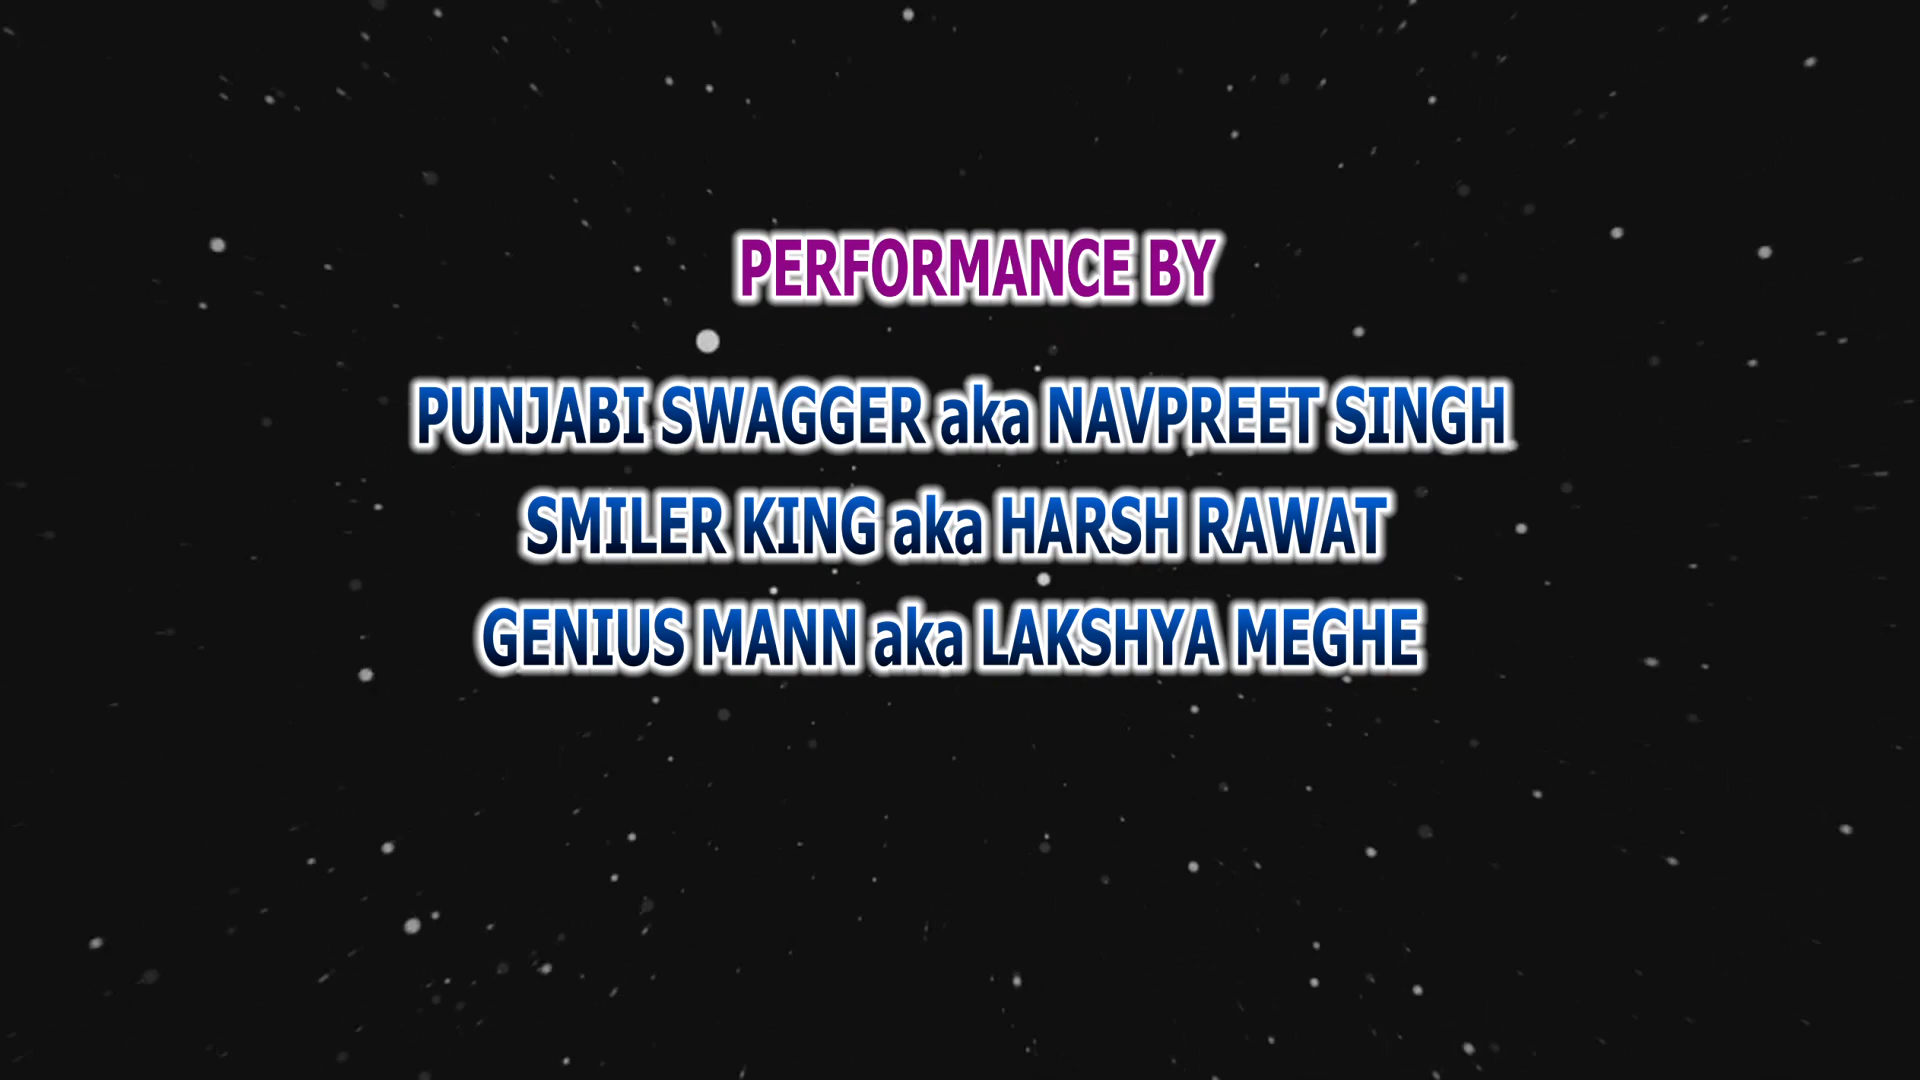 PERFORMANCE BY
PUNJABI SWAGGER aka NAVPREET SINGH
SMILER KING aka HARSH RAWAT
GENIUS MANN aka LAKSHYA MEGHE